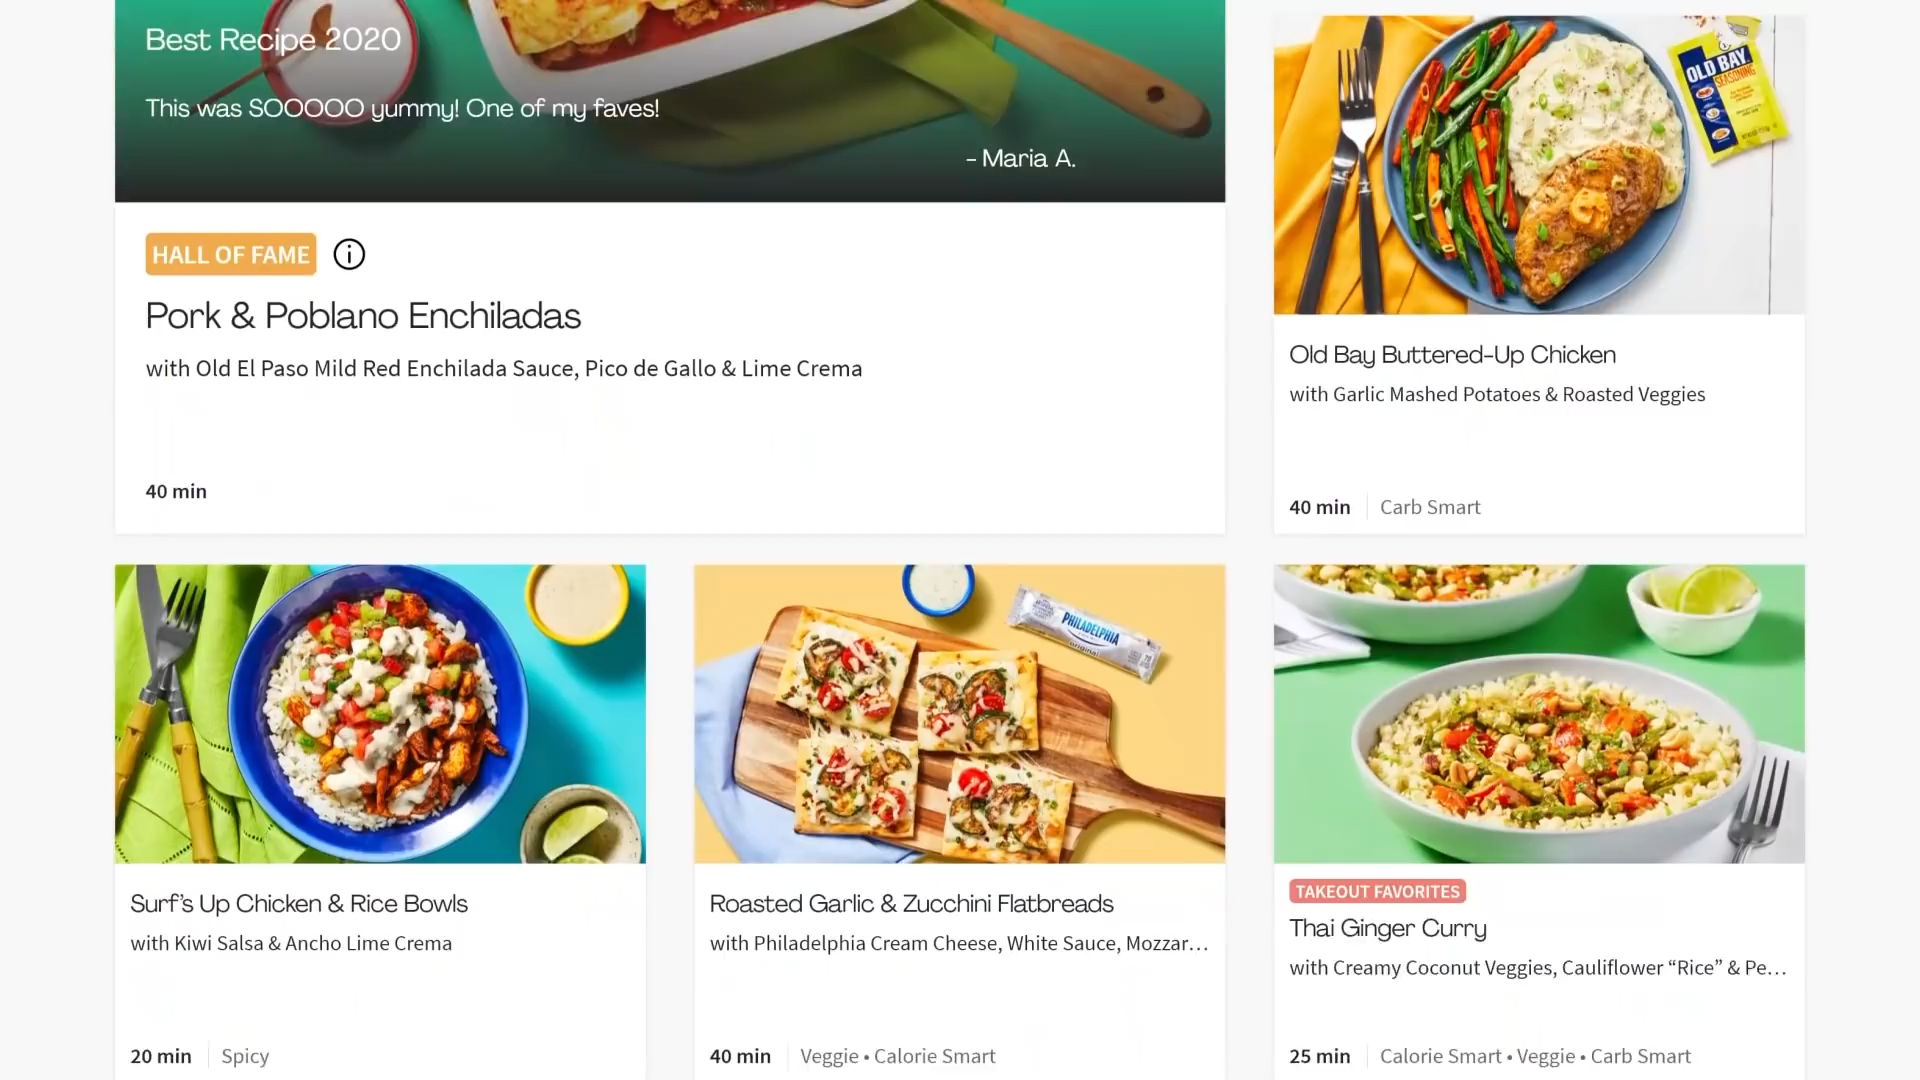 Best Recipe 2020
This was SOOOOO yummy! One of my faves!
- Maria A.
HALL OF FAME
Pork & Poblano Enchiladas
with Old El Paso Mild Red Enchilada Sauce, Pico de Gallo & Lime Crema
40 min
OLD BAY
SEASONING
Old Bay Buttered-Up Chicken
with Garlic Mashed Potatoes & Roasted Veggies
40 min
Carb Smart
Surf's Up Chicken & Rice Bowls
with Kiwi Salsa & Ancho Lime Crema
20 min
Spicy
PHILADELPHIA
original
Roasted Garlic & Zucchini Flatbreads
with Philadelphia Cream Cheese, White Sauce, Mozzar...
40 min
Veggie • Calorie Smart
TAKEOUT FAVORITES
Thai Ginger Curry
with Creamy Coconut Veggies, Cauliflower “Rice” & Pe...
25 min
Calorie Smart • Veggie • Carb Smart